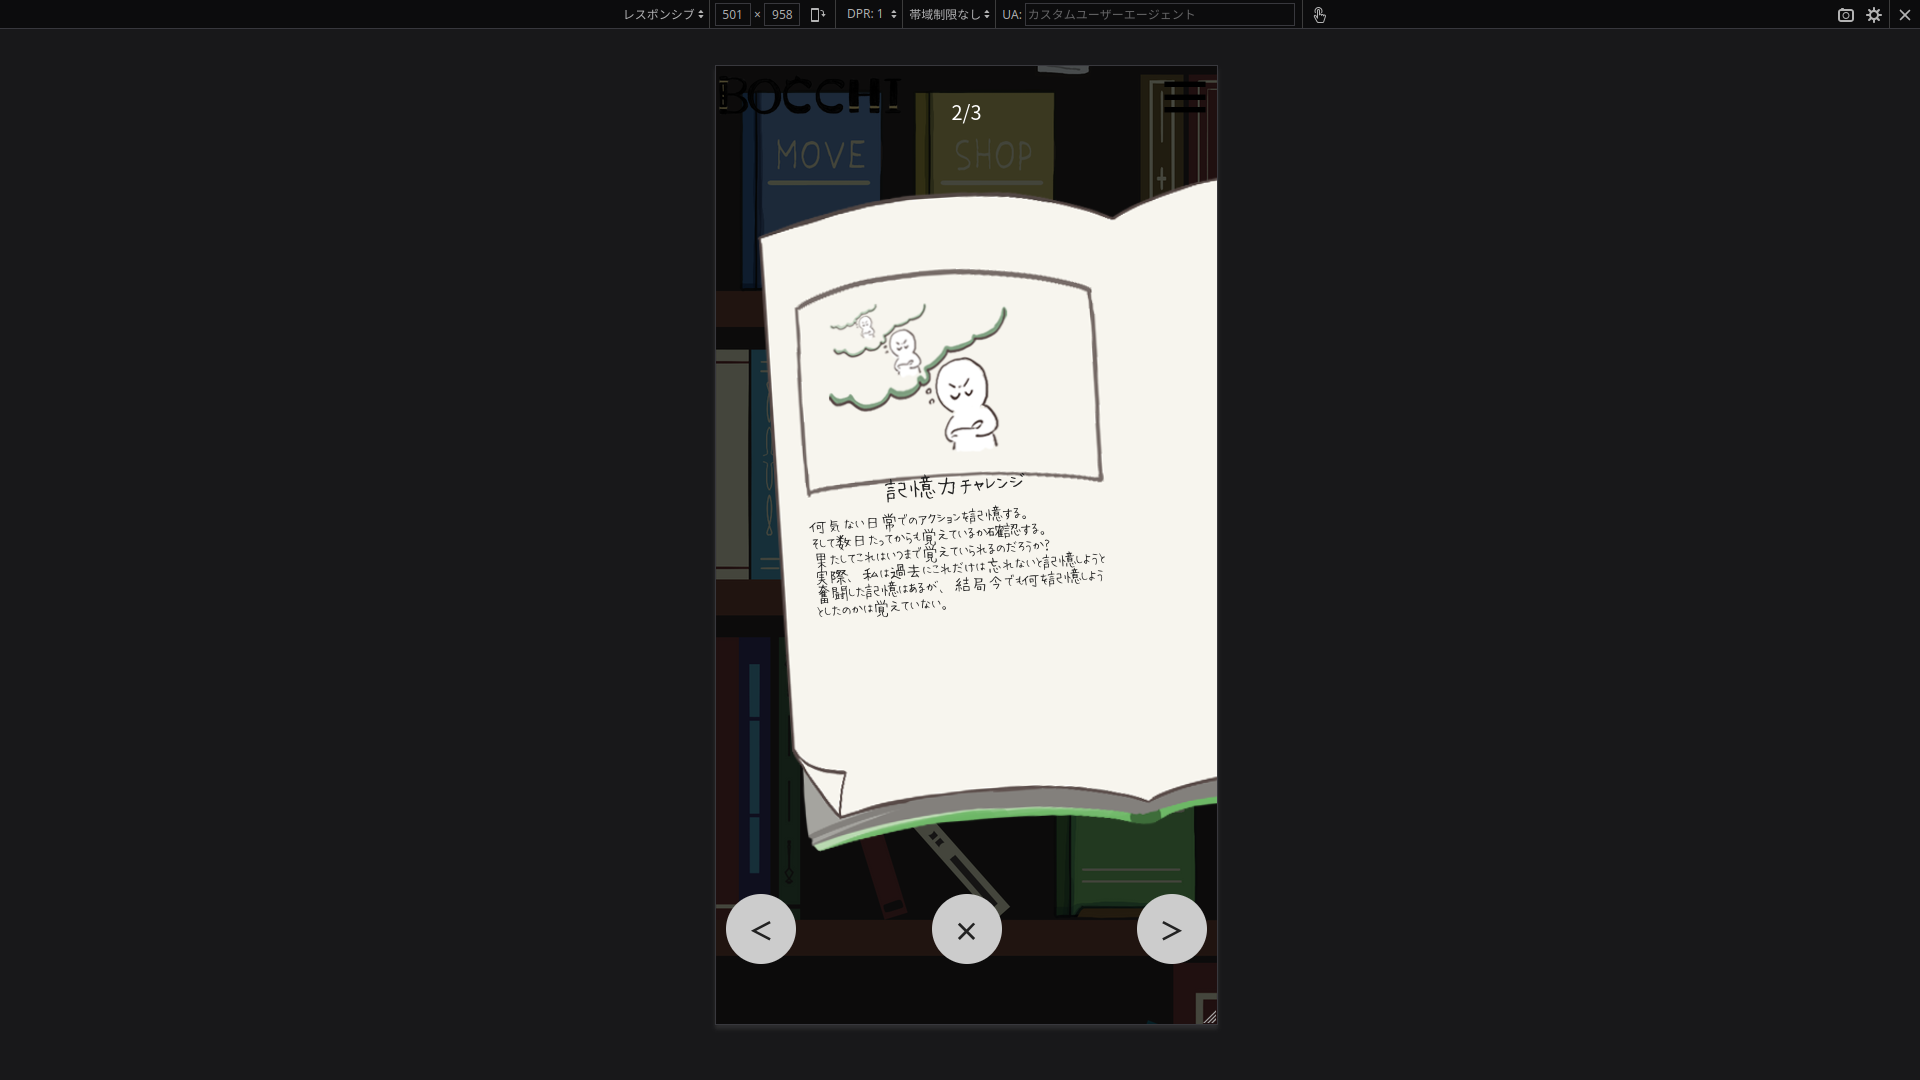 レスポンシブ 501 × 958 DPR: 1 帯域制限なし UA: カスタムユーザーエージェント
BOCCHI
2/3
MOVE SHOP
記憶力チャレンジ
何気ない日常でのアクションを記憶する。
そして数日たってからも覚えているか確認する。
果たしてこれはいつまで覚えていられるのだろうか?
実際、私は過去にこれだけは忘れないと記憶しようと
奮闘した記憶はあるが、結局今でも何を記憶しよう
としたのかは覚えていない。
< × >